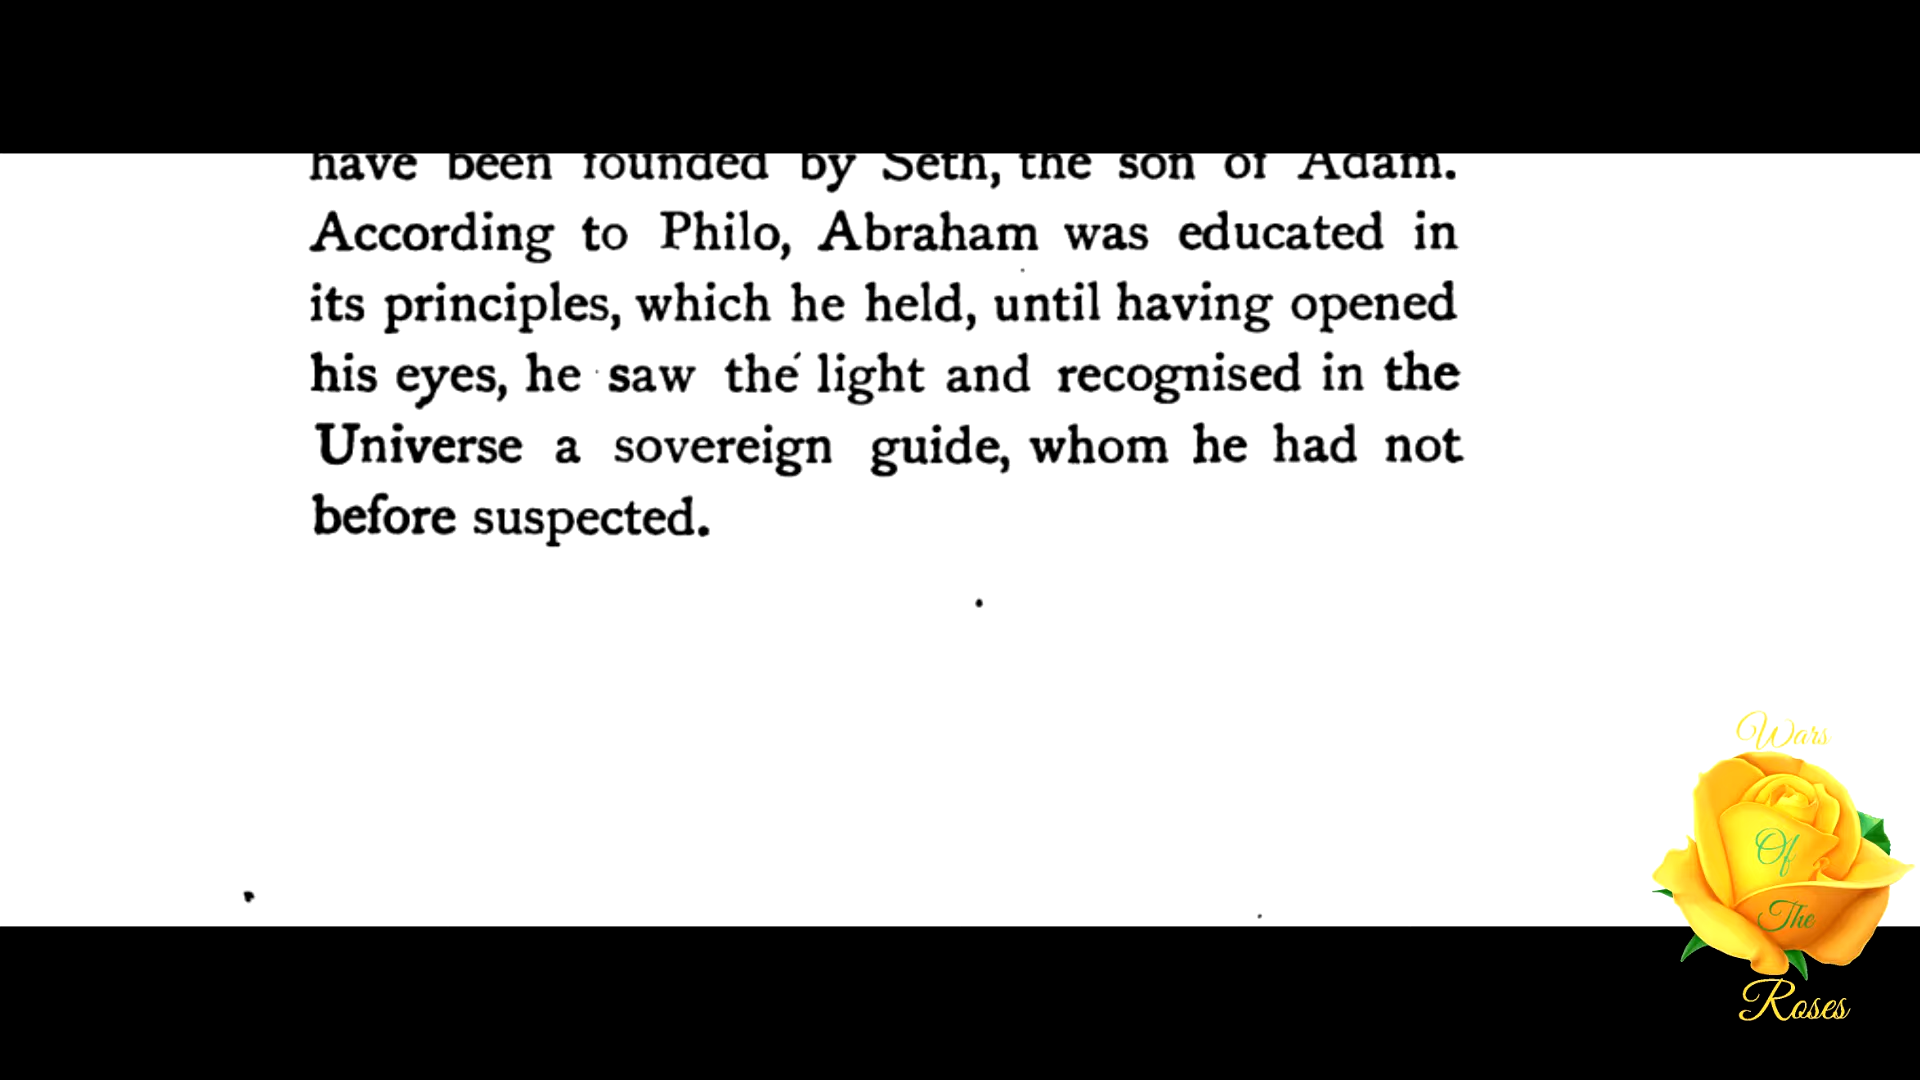 have been founded by Seth, the son of Adam.
According to Philo, Abraham was educated in
its principles, which he held, until having opened
his eyes, he saw the light and recognised in the
Universe a sovereign guide, whom he had not
before suspected.
Wars
Of
The
Roses